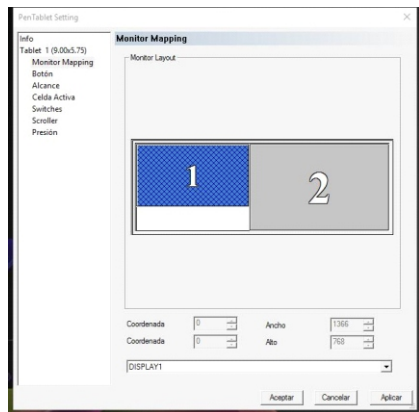 PenTablet Setting
Info
Tablet 1 (9.00x5.75)
Monitor Mapping
Botón
Alcance
Celda Activa
Switches
Scroller
Presión
Monitor Mapping
Monitor Layout
1
2
Coordenada 0 Ancho 1366
Coordenada 0 Alto 768
DISPLAY1
Aceptar Cancelar Aplicar